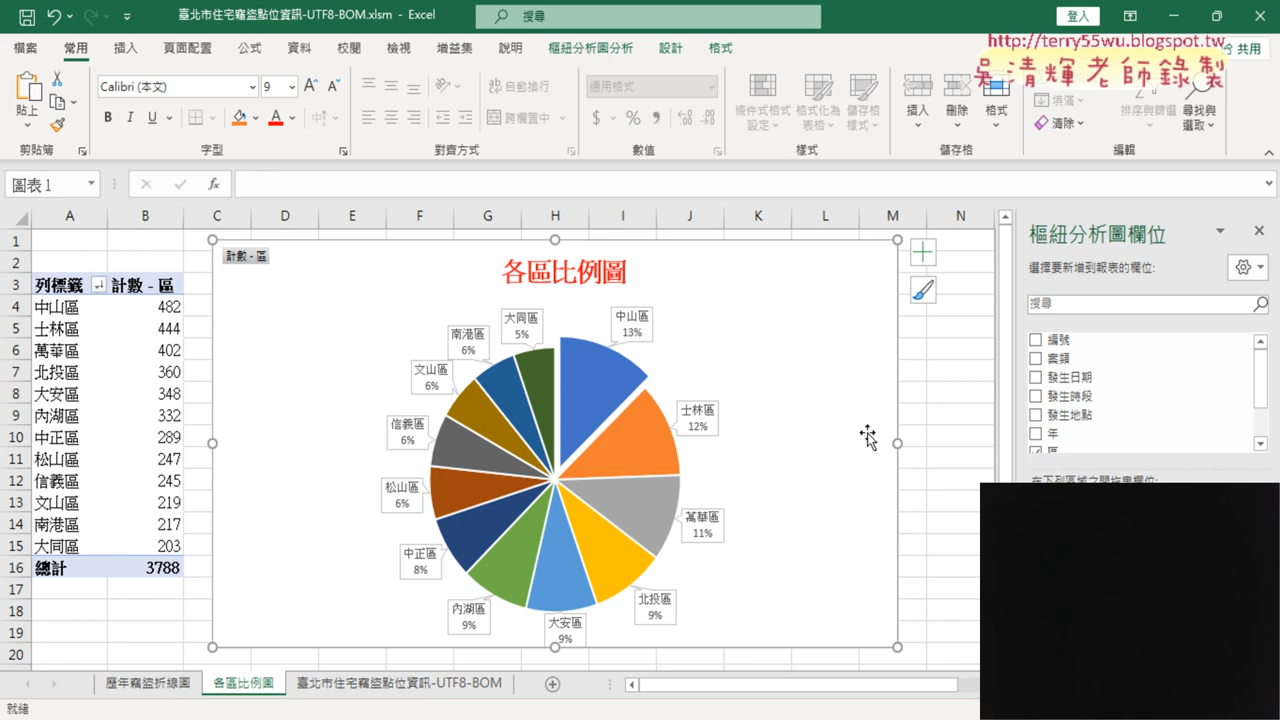 臺北市住宅竊盜點位資訊-UTF8-BOM.xlsm - Excel
搜尋
登入
檔案 常用 插入 頁面配置 公式 資料 校閱 檢視 增益集 說明 樞紐分析圖分析 設計 格式 共用
http://terry55wu.blogspot.tw
吳清輝老師錄製
貼上
Calibri (本文) 9
B I U
自動換行
跨欄置中
通用格式
條件式格式設定
格式化為表格
儲存格樣式
插入
刪除
格式
填滿
清除
排序與篩選
尋找與選取
剪貼簿 字型 對齊方式 數值 樣式 儲存格 編輯
圖表 1
fx
A B C D E F G H I J K L M N
1
2
3 列標籤 計數 - 區
4 中山區 482
5 士林區 444
6 萬華區 402
7 北投區 360
8 大安區 348
9 內湖區 332
10 中正區 289
11 松山區 247
12 信義區 245
13 文山區 219
14 南港區 217
15 大同區 203
16 總計 3788
17
18
19
20
計數 - 區
各區比例圖
中山區
13%
士林區
12%
萬華區
11%
北投區
9%
大安區
9%
內湖區
9%
中正區
8%
松山區
6%
信義區
6%
文山區
6%
南港區
6%
大同區
5%
樞紐分析圖欄位
選擇要新增到報表的欄位:
搜尋
編號
案類
發生日期
發生時段
發生地點
年
區
在下列區域之間拖曳欄位:
歷年竊盜折線圖 各區比例圖 臺北市住宅竊盜點位資訊-UTF8-BOM
就緒